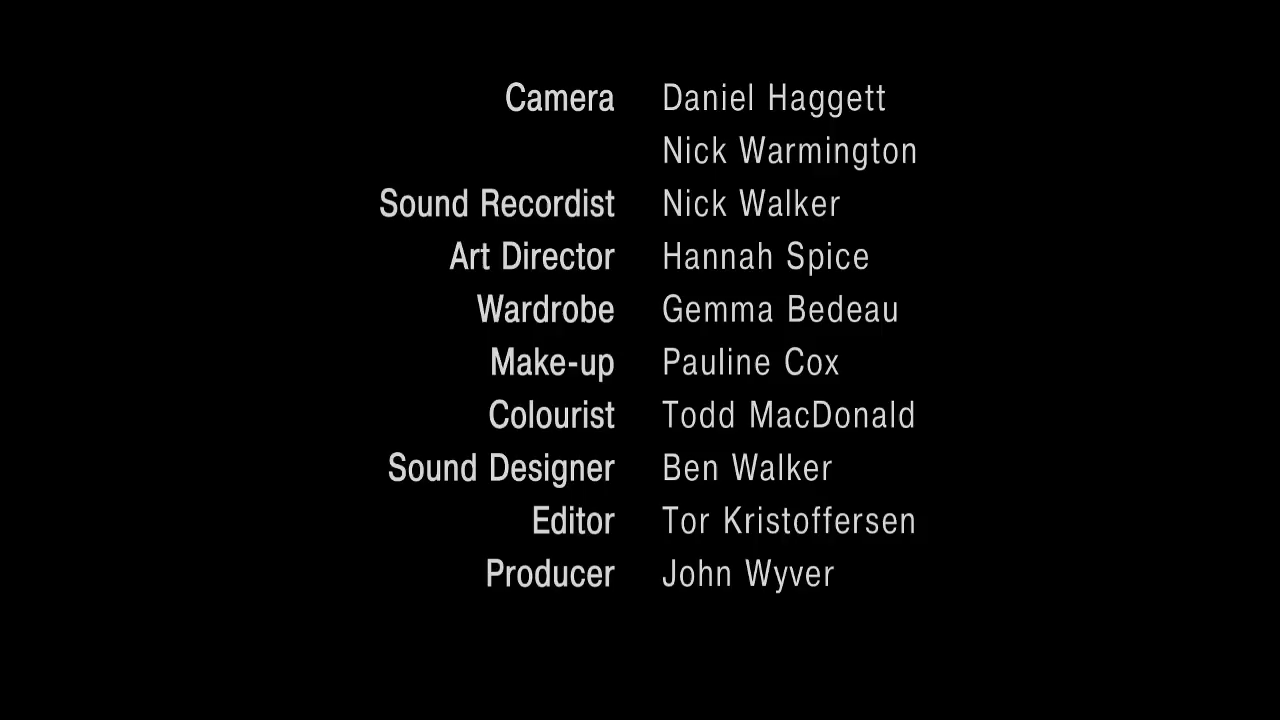 Camera Daniel Haggett
Nick Warmington
Sound Recordist Nick Walker
Art Director Hannah Spice
Wardrobe Gemma Bedeau
Make-up Pauline Cox
Colourist Todd MacDonald
Sound Designer Ben Walker
Editor Tor Kristoffersen
Producer John Wyver